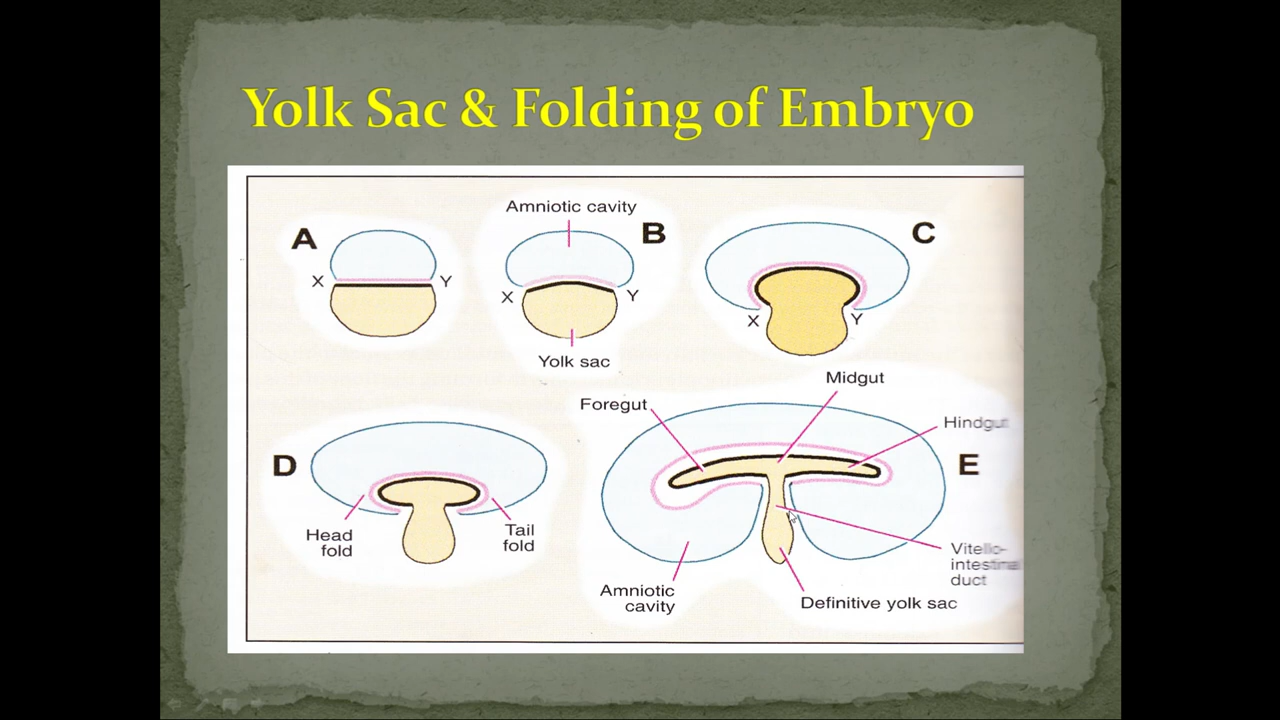 Yolk Sac & Folding of Embryo
Amniotic cavity
A
B
C
X
Y
X
Y
X
Y
Yolk sac
Midgut
Foregut
Hindgut
D
E
Head
fold
Tail
fold
Vitello-
intestinal
duct
Amniotic
cavity
Definitive yolk sac